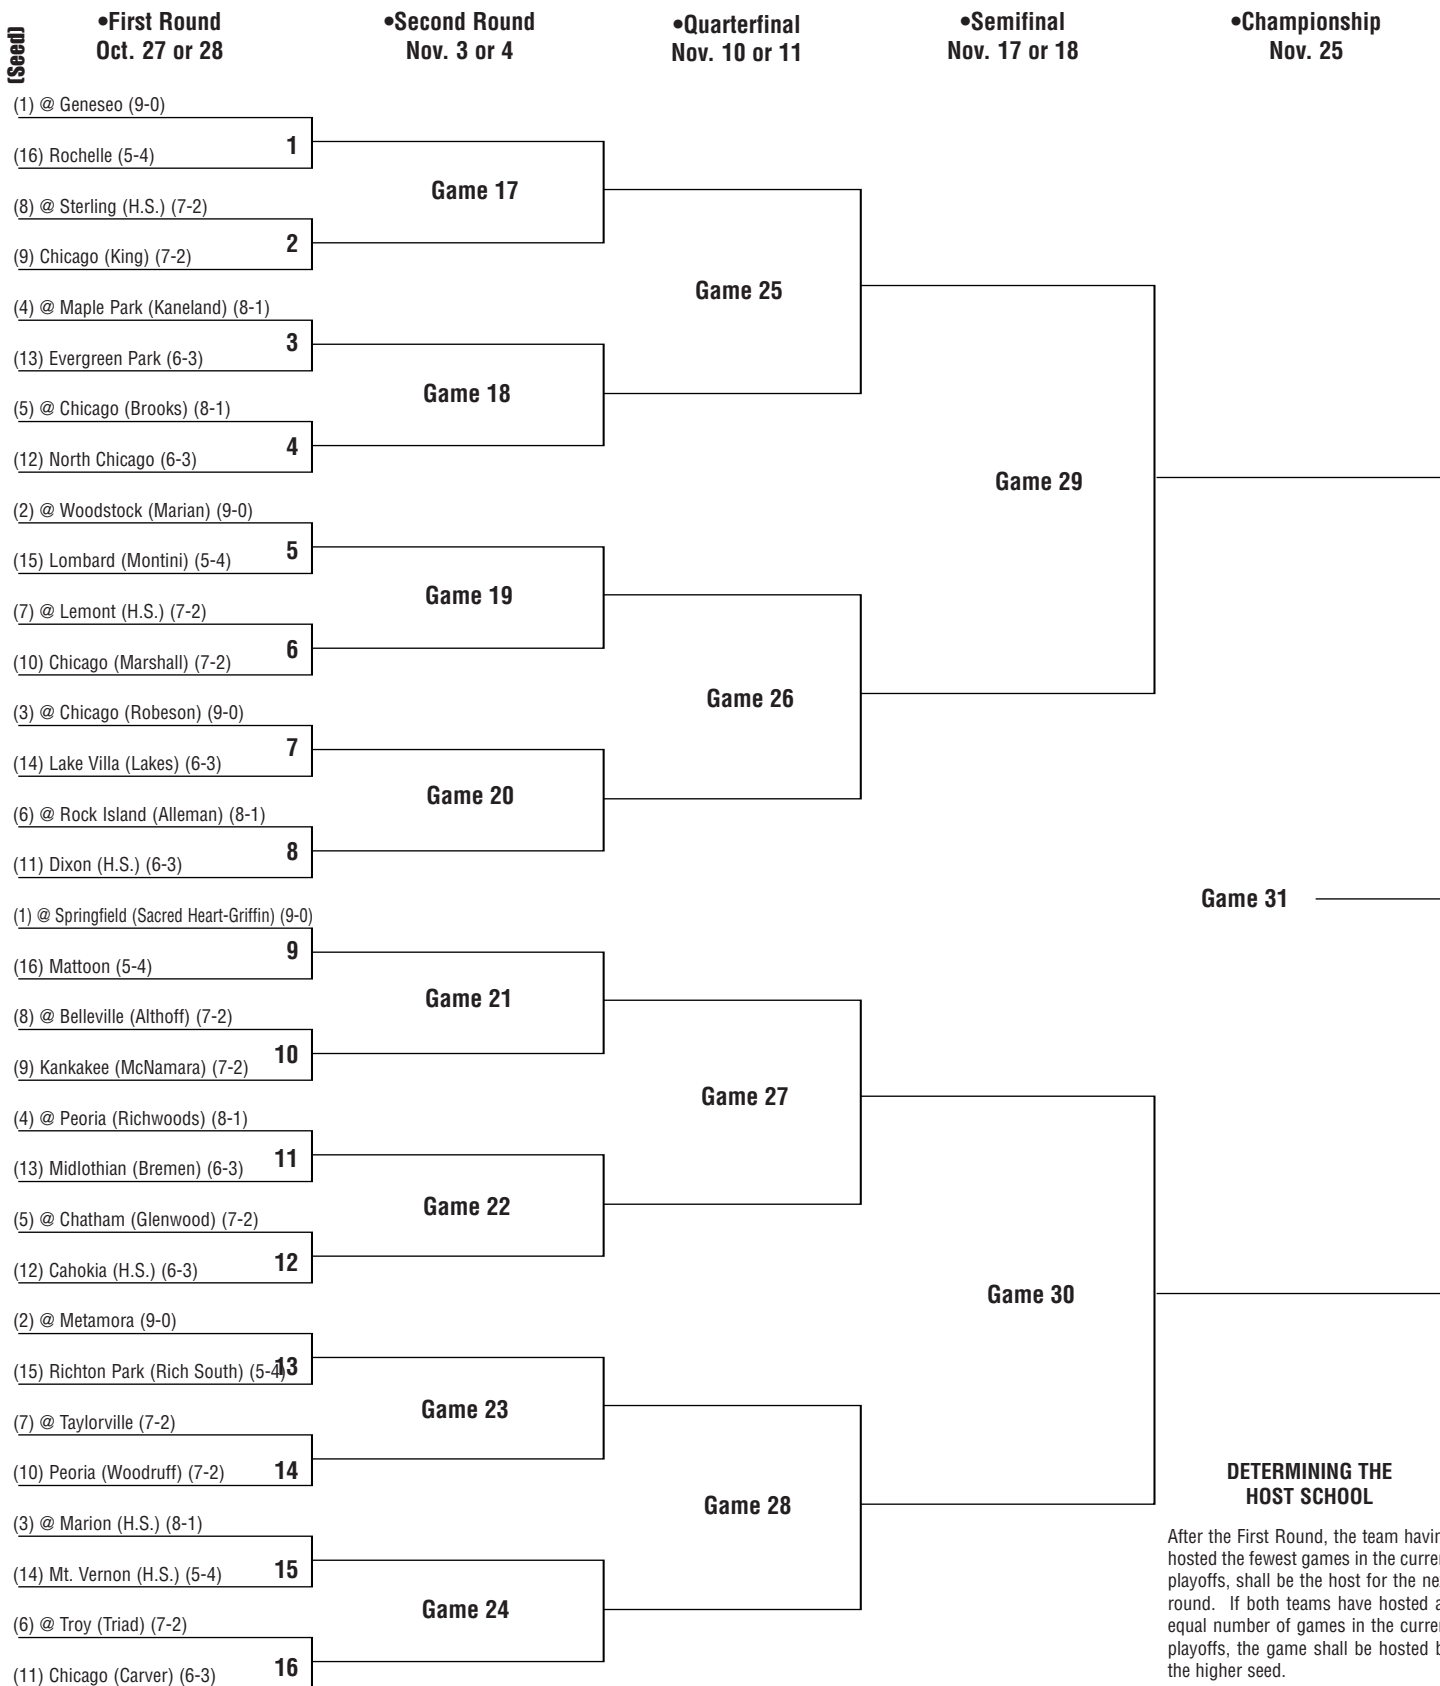 (Seed)
•First Round
Oct. 27 or 28
•Second Round
Nov. 3 or 4
•Quarterfinal
Nov. 10 or 11
•Semifinal
Nov. 17 or 18
•Championship
Nov. 25
(1) @ Geneseo (9-0)
1
(16) Rochelle (5-4)
Game 17
(8) @ Sterling (H.S.) (7-2)
2
(9) Chicago (King) (7-2)
Game 25
(4) @ Maple Park (Kaneland) (8-1)
3
(13) Evergreen Park (6-3)
Game 18
(5) @ Chicago (Brooks) (8-1)
4
(12) North Chicago (6-3)
Game 29
(2) @ Woodstock (Marian) (9-0)
5
(15) Lombard (Montini) (5-4)
Game 19
(7) @ Lemont (H.S.) (7-2)
6
(10) Chicago (Marshall) (7-2)
Game 26
(3) @ Chicago (Robeson) (9-0)
7
(14) Lake Villa (Lakes) (6-3)
Game 20
(6) @ Rock Island (Alleman) (8-1)
8
(11) Dixon (H.S.) (6-3)
Game 31
(1) @ Springfield (Sacred Heart-Griffin) (9-0)
9
(16) Mattoon (5-4)
Game 21
(8) @ Belleville (Althoff) (7-2)
10
(9) Kankakee (McNamara) (7-2)
Game 27
(4) @ Peoria (Richwoods) (8-1)
11
(13) Midlothian (Bremen) (6-3)
Game 22
(5) @ Chatham (Glenwood) (7-2)
12
(12) Cahokia (H.S.) (6-3)
Game 30
(2) @ Metamora (9-0)
13
(15) Richton Park (Rich South) (5-4)
Game 23
(7) @ Taylorville (7-2)
14
(10) Peoria (Woodruff) (7-2)
Game 28
(3) @ Marion (H.S.) (8-1)
15
(14) Mt. Vernon (H.S.) (5-4)
Game 24
(6) @ Troy (Triad) (7-2)
16
(11) Chicago (Carver) (6-3)
DETERMINING THE
HOST SCHOOL
After the First Round, the team havin
hosted the fewest games in the curre
playoffs, shall be the host for the ne
round. If both teams have hosted a
equal number of games in the curre
playoffs, the game shall be hosted b
the higher seed.